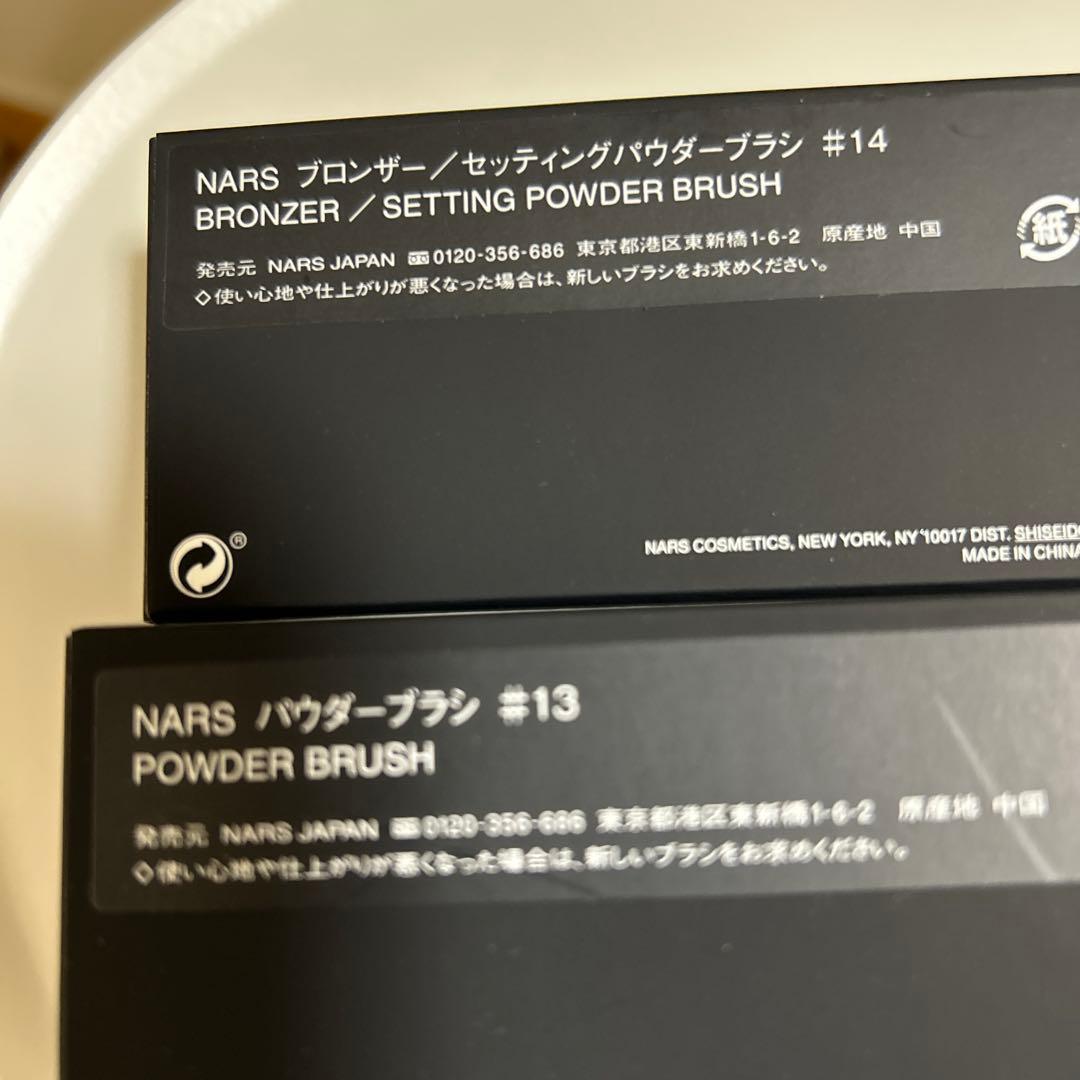 NARS ブロンザー／セッティングパウダーブラシ #14
BRONZER／SETTING POWDER BRUSH
発売元 NARS JAPAN 0120-356-686 東京都港区東新橋1-6-2 原産地 中国
◇使い心地や仕上がりが悪くなった場合は、新しいブラシをお求めください。
紙
®
NARS COSMETICS, NEW YORK, NY 10017 DIST. SHISEIDO
MADE IN CHINA
NARS パウダーブラシ #13
POWDER BRUSH
発売元 NARS JAPAN 0120-356-686 東京都港区東新橋1-6-2 原産地 中国
◇使い心地や仕上がりが悪くなった場合は、新しいブラシをお求めください。